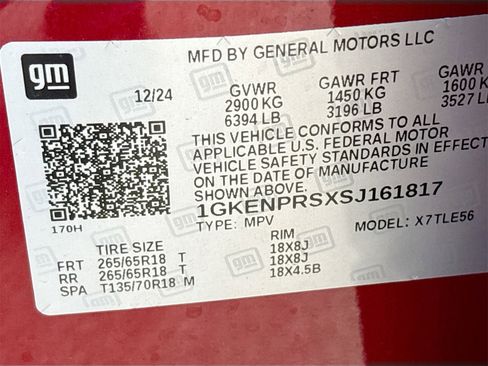 gm
MFD BY GENERAL MOTORS LLC
12/24
GVWR GAWR FRT GAWR
2900 KG 1450 KG 1600 K
6394 LB 3196 LB 3527 L
THIS VEHICLE CONFORMS TO ALL
APPLICABLE U.S. FEDERAL MOTOR
VEHICLE SAFETY STANDARDS IN EFFECT
ON THE DATE OF MANUFACTURE
SHOWN ABOVE.
1GKENPRSXSJ161817
170H
TYPE: MPV MODEL: X7TLE56
TIRE SIZE RIM
FRT 265/65R18 T 18X8J
RR 265/65R18 T 18X8J
SPA T135/70R18 M 18X4.5B